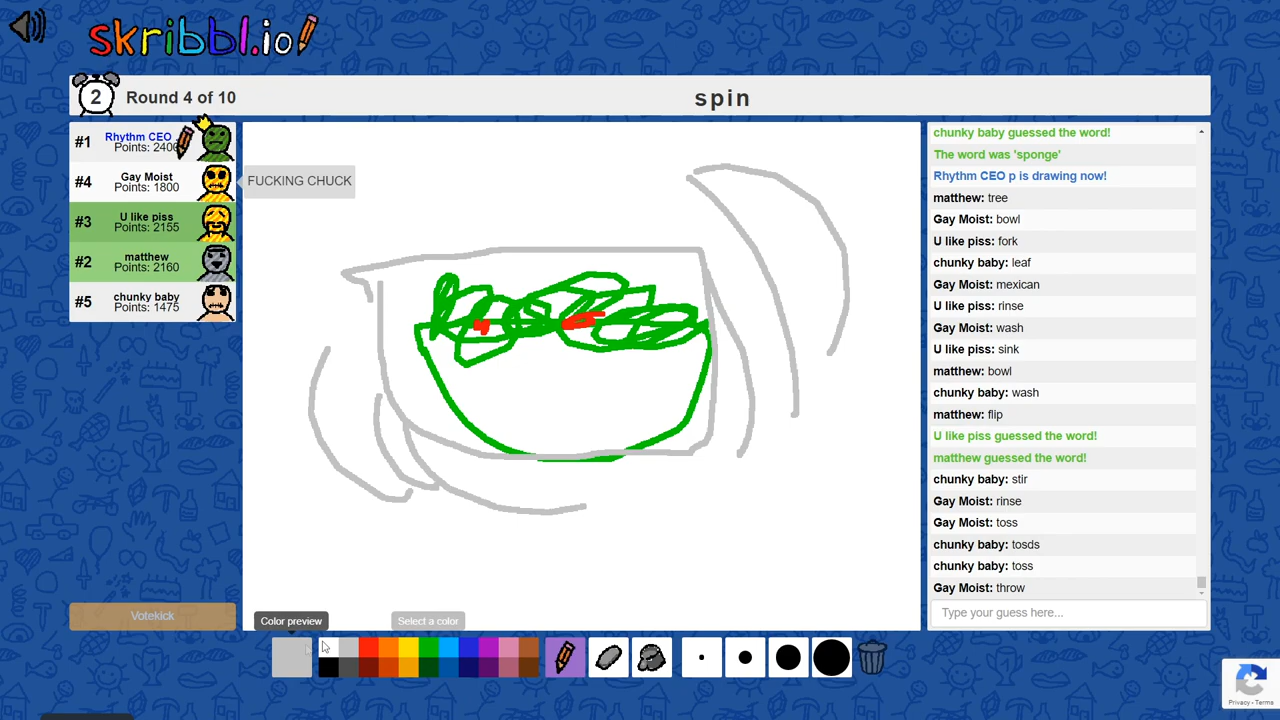 skribbl.io
2
Round 4 of 10
spin
#1
Rhythm CEO
Points: 2400
#4
Gay Moist
Points: 1800
FUCKING CHUCK
#3
U like piss
Points: 2155
#2
matthew
Points: 2160
#5
chunky baby
Points: 1475
Votekick
Color preview
Select a color
chunky baby guessed the word!
The word was 'sponge'
Rhythm CEO p is drawing now!
matthew: tree
Gay Moist: bowl
U like piss: fork
chunky baby: leaf
Gay Moist: mexican
U like piss: rinse
Gay Moist: wash
U like piss: sink
matthew: bowl
chunky baby: wash
matthew: flip
U like piss guessed the word!
matthew guessed the word!
chunky baby: stir
Gay Moist: rinse
Gay Moist: toss
chunky baby: tosds
chunky baby: toss
Gay Moist: throw
Type your guess here...
Privacy - Terms